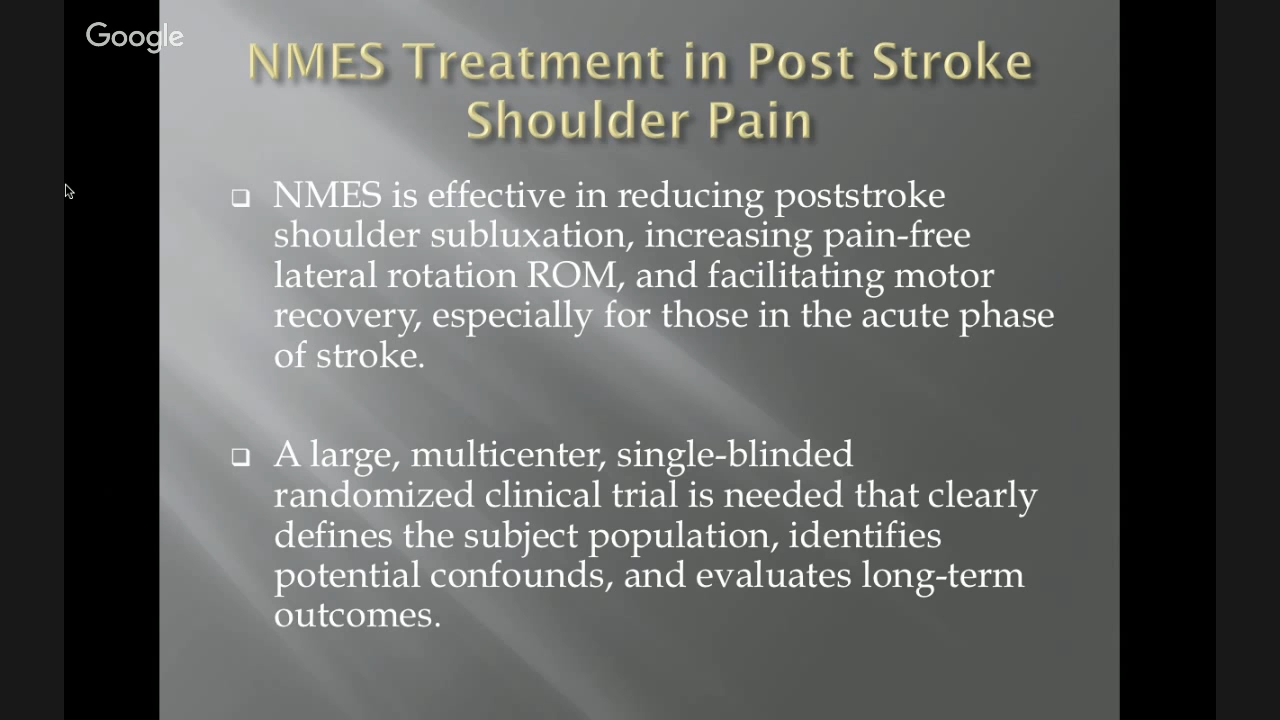 Google
NMES Treatment in Post Stroke
Shoulder Pain
❑ NMES is effective in reducing poststroke
shoulder subluxation, increasing pain-free
lateral rotation ROM, and facilitating motor
recovery, especially for those in the acute phase
of stroke.
❑ A large, multicenter, single-blinded
randomized clinical trial is needed that clearly
defines the subject population, identifies
potential confounds, and evaluates long-term
outcomes.